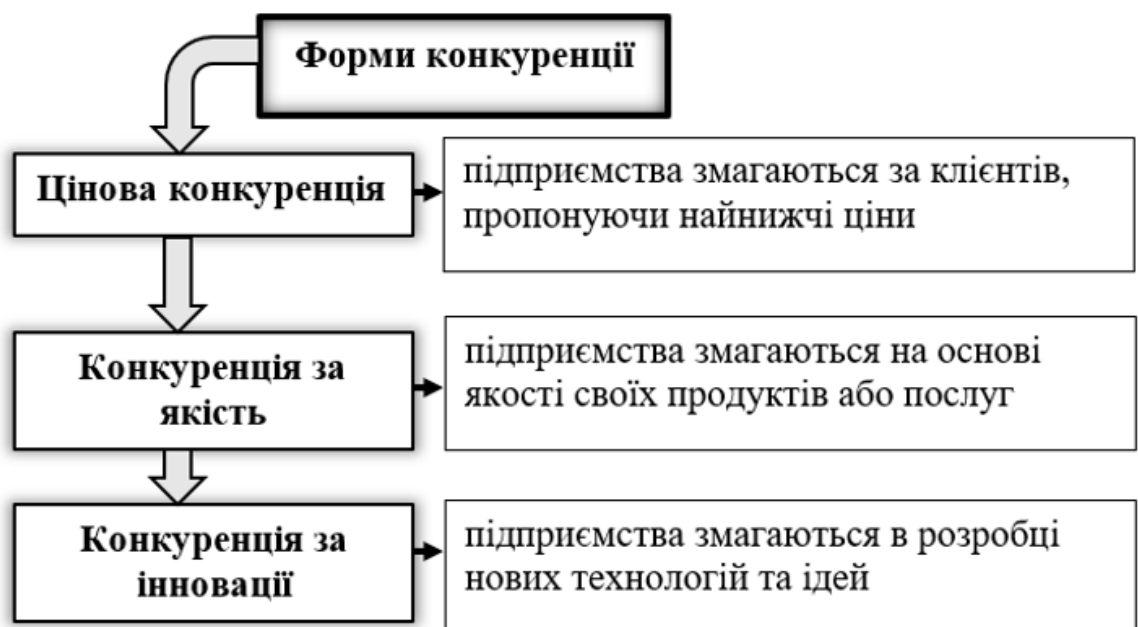 Форми конкуренції
Цінова конкуренція
підприємства змагаються за клієнтів,
пропонуючи найнижчі ціни
Конкуренція за
якість
підприємства змагаються на основі
якості своїх продуктів або послуг
Конкуренція за
інновації
підприємства змагаються в розробці
нових технологій та ідей